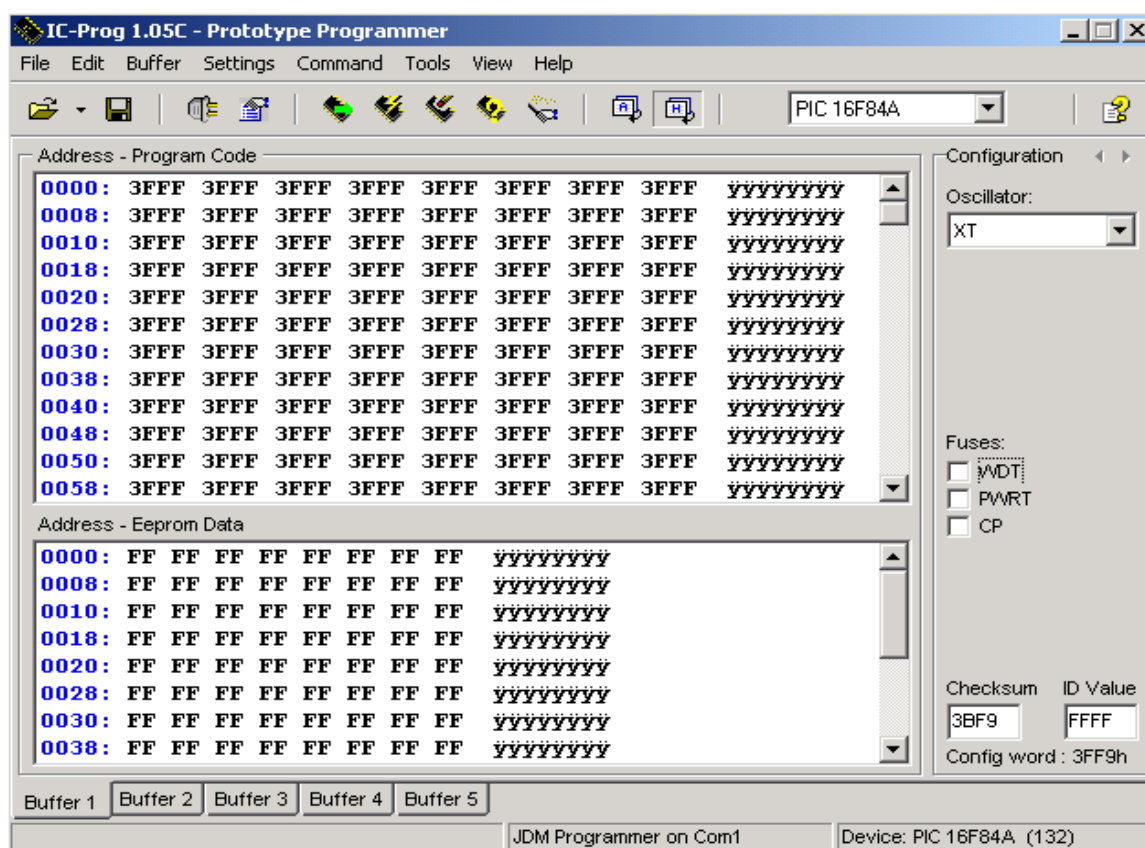 IC-Prog 1.05C - Prototype Programmer
File Edit Buffer Settings Command Tools View Help
PIC 16F84A
Address - Program Code
0000: 3FFF 3FFF 3FFF 3FFF 3FFF 3FFF 3FFF 3FFF ÿÿÿÿÿÿÿÿ
0008: 3FFF 3FFF 3FFF 3FFF 3FFF 3FFF 3FFF 3FFF ÿÿÿÿÿÿÿÿ
0010: 3FFF 3FFF 3FFF 3FFF 3FFF 3FFF 3FFF 3FFF ÿÿÿÿÿÿÿÿ
0018: 3FFF 3FFF 3FFF 3FFF 3FFF 3FFF 3FFF 3FFF ÿÿÿÿÿÿÿÿ
0020: 3FFF 3FFF 3FFF 3FFF 3FFF 3FFF 3FFF 3FFF ÿÿÿÿÿÿÿÿ
0028: 3FFF 3FFF 3FFF 3FFF 3FFF 3FFF 3FFF 3FFF ÿÿÿÿÿÿÿÿ
0030: 3FFF 3FFF 3FFF 3FFF 3FFF 3FFF 3FFF 3FFF ÿÿÿÿÿÿÿÿ
0038: 3FFF 3FFF 3FFF 3FFF 3FFF 3FFF 3FFF 3FFF ÿÿÿÿÿÿÿÿ
0040: 3FFF 3FFF 3FFF 3FFF 3FFF 3FFF 3FFF 3FFF ÿÿÿÿÿÿÿÿ
0048: 3FFF 3FFF 3FFF 3FFF 3FFF 3FFF 3FFF 3FFF ÿÿÿÿÿÿÿÿ
0050: 3FFF 3FFF 3FFF 3FFF 3FFF 3FFF 3FFF 3FFF ÿÿÿÿÿÿÿÿ
0058: 3FFF 3FFF 3FFF 3FFF 3FFF 3FFF 3FFF 3FFF ÿÿÿÿÿÿÿÿ
Address - Eeprom Data
0000: FF FF FF FF FF FF FF FF ÿÿÿÿÿÿÿÿ
0008: FF FF FF FF FF FF FF FF ÿÿÿÿÿÿÿÿ
0010: FF FF FF FF FF FF FF FF ÿÿÿÿÿÿÿÿ
0018: FF FF FF FF FF FF FF FF ÿÿÿÿÿÿÿÿ
0020: FF FF FF FF FF FF FF FF ÿÿÿÿÿÿÿÿ
0028: FF FF FF FF FF FF FF FF ÿÿÿÿÿÿÿÿ
0030: FF FF FF FF FF FF FF FF ÿÿÿÿÿÿÿÿ
0038: FF FF FF FF FF FF FF FF ÿÿÿÿÿÿÿÿ
Configuration
Oscillator:
XT
Fuses:
WDT
PWRT
CP
Checksum ID Value
3BF9 FFFF
Config word : 3FF9h
Buffer 1 Buffer 2 Buffer 3 Buffer 4 Buffer 5
JDM Programmer on Com1 Device: PIC 16F84A (132)